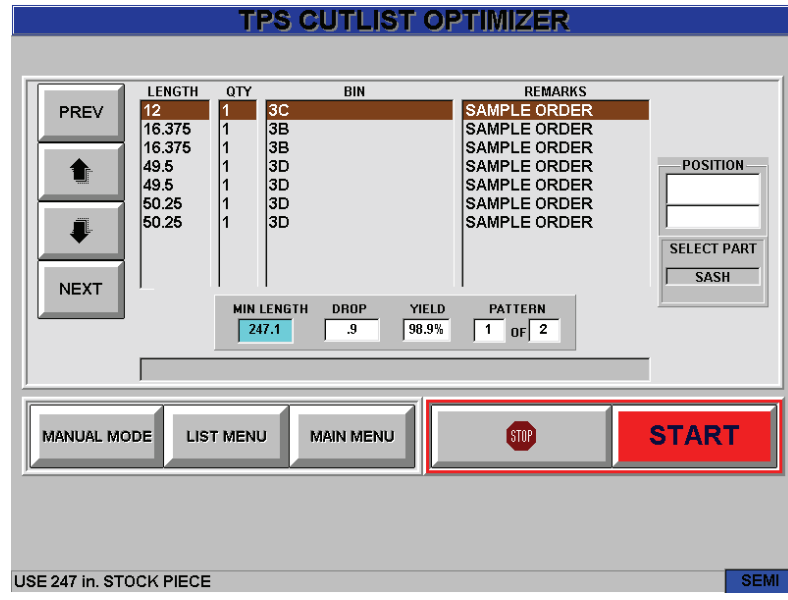 TPS CUTLIST OPTIMIZER
LENGTH QTY BIN REMARKS
PREV
12 1 3C SAMPLE ORDER
16.375 1 3B SAMPLE ORDER
16.375 1 3B SAMPLE ORDER
49.5 1 3D SAMPLE ORDER
49.5 1 3D SAMPLE ORDER
50.25 1 3D SAMPLE ORDER
50.25 1 3D SAMPLE ORDER
POSITION
SELECT PART
SASH
NEXT
MIN LENGTH DROP YIELD PATTERN
247.1 .9 98.9% 1 OF 2
MANUAL MODE LIST MENU MAIN MENU STOP START
USE 247 in. STOCK PIECE SEMI